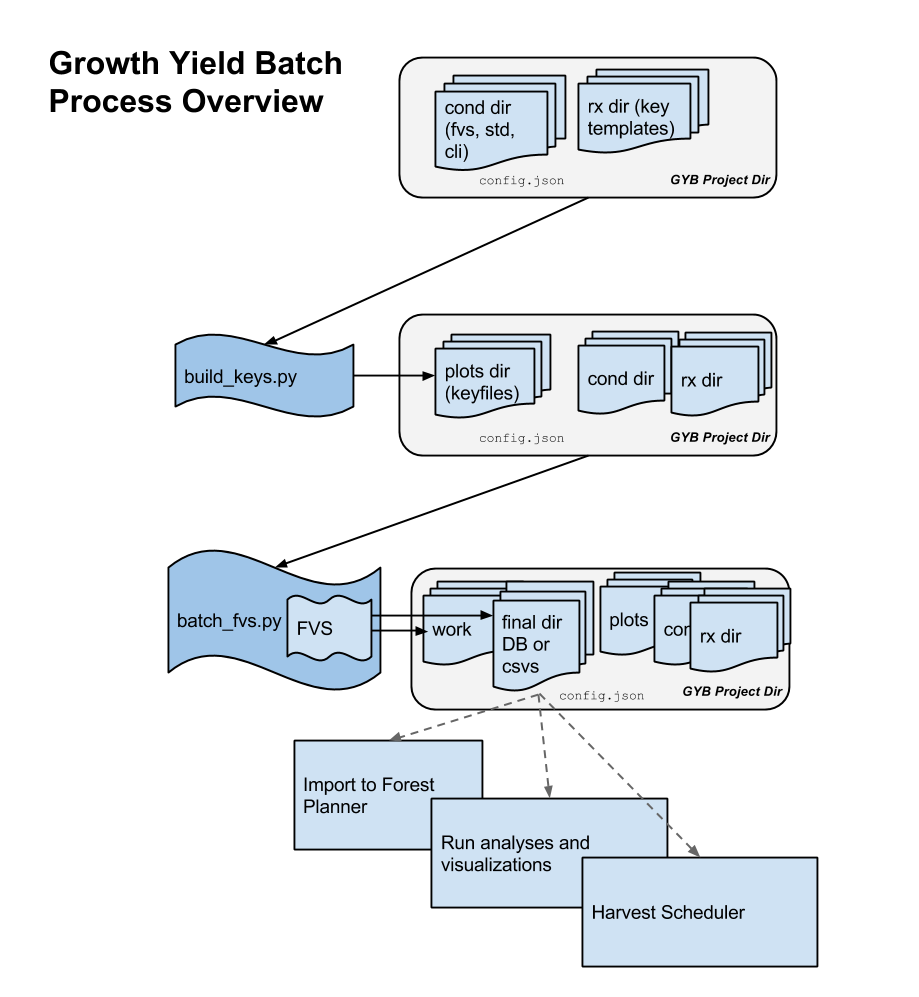 Growth Yield Batch
Process Overview
cond dir
(fvs, std,
cli)
rx dir (key
templates)
config.json
GYB Project Dir
build_keys.py
plots dir
(keyfiles)
cond dir
rx dir
config.json
GYB Project Dir
batch_fvs.py
FVS
work
final dir
DB or
csvs
plots
con
rx dir
config.json
GYB Project Dir
Import to Forest
Planner
Run analyses and
visualizations
Harvest Scheduler